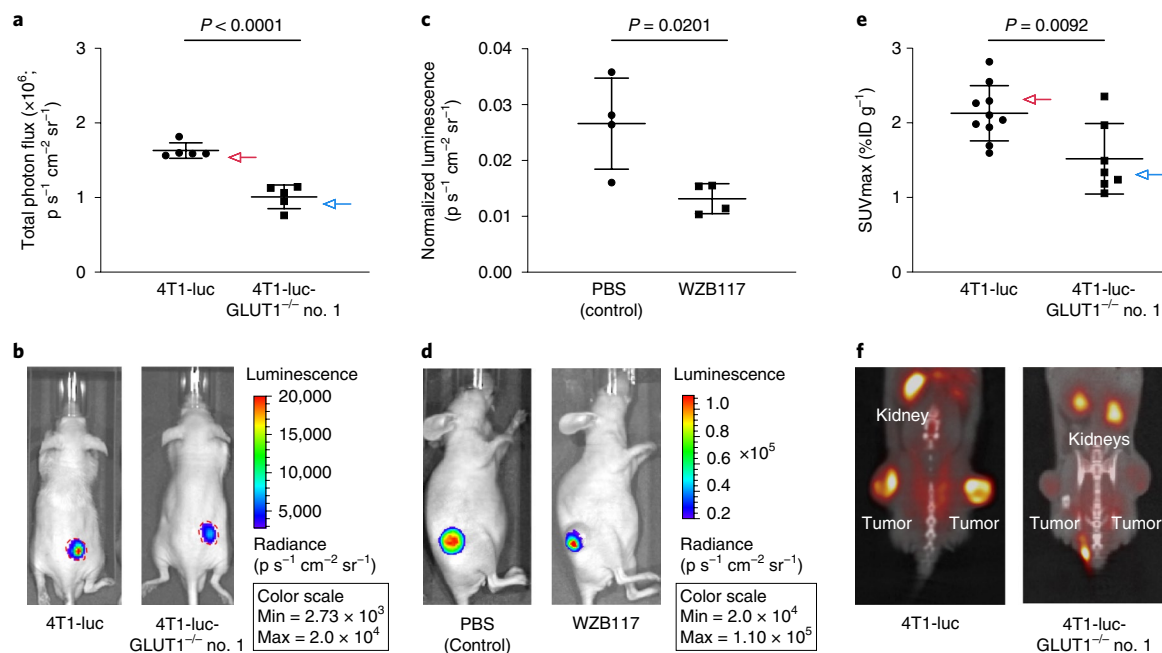 a
P < 0.0001
Total photon flux (×10⁶;
p s⁻¹ cm⁻² sr⁻¹)
3
2
1
0
4T1-luc
4T1-luc-
GLUT1⁻/⁻ no. 1
c
P = 0.0201
Normalized luminescence
(p s⁻¹ cm⁻² sr⁻¹)
0.04
0.03
0.02
0.01
0.00
PBS
(control)
WZB117
e
P = 0.0092
SUVmax (%ID g⁻¹)
3
2
1
0
4T1-luc
4T1-luc-
GLUT1⁻/⁻ no. 1
b
Luminescence
20,000
15,000
10,000
5,000
Radiance
(p s⁻¹ cm⁻² sr⁻¹)
Color scale
Min = 2.73 × 10³
Max = 2.0 × 10⁴
4T1-luc
4T1-luc-
GLUT1⁻/⁻ no. 1
d
Luminescence
1.0
0.8
0.6
×10⁵
0.4
0.2
Radiance
(p s⁻¹ cm⁻² sr⁻¹)
Color scale
Min = 2.0 × 10⁴
Max = 1.10 × 10⁵
PBS
(Control)
WZB117
f
Kidney
Tumor
Tumor
Kidneys
Tumor
Tumor
4T1-luc
4T1-luc-
GLUT1⁻/⁻ no. 1